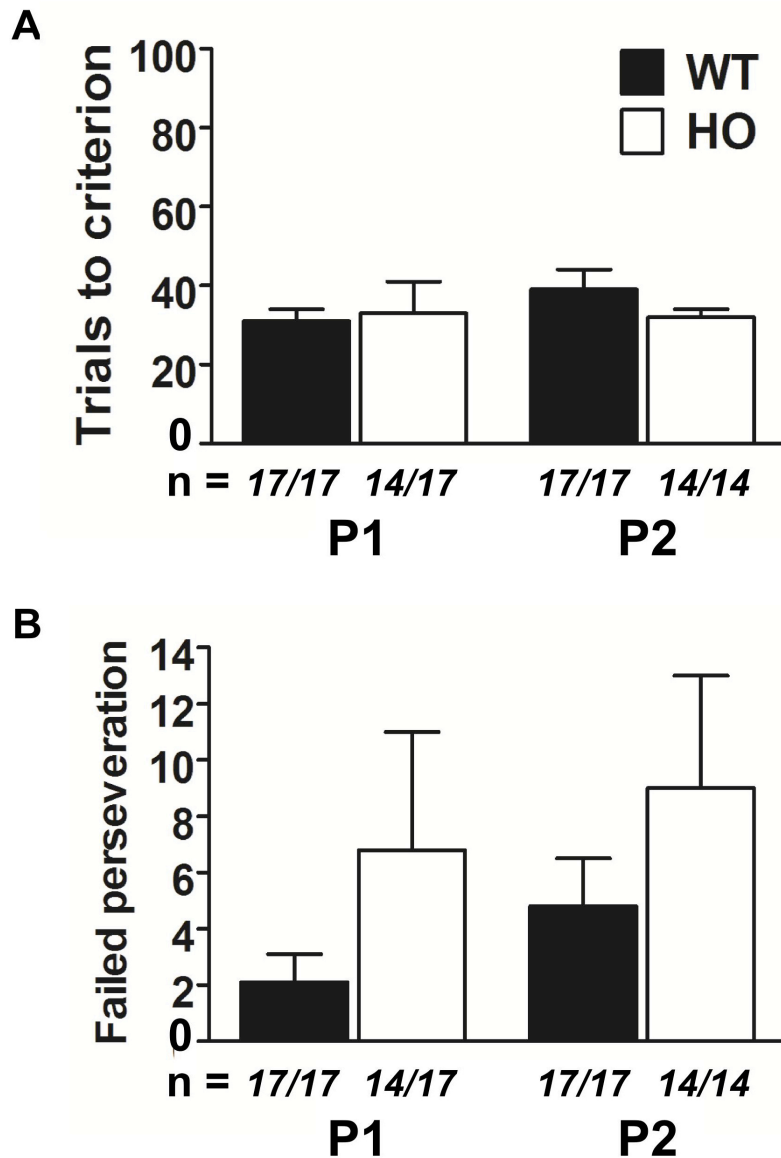 A
Trials to criterion
100
80
60
40
20
0
WT
HO
n = 17/17 14/17 17/17 14/14
P1 P2
B
Failed perseveration
14
12
10
8
6
4
2
0
n = 17/17 14/17 17/17 14/14
P1 P2